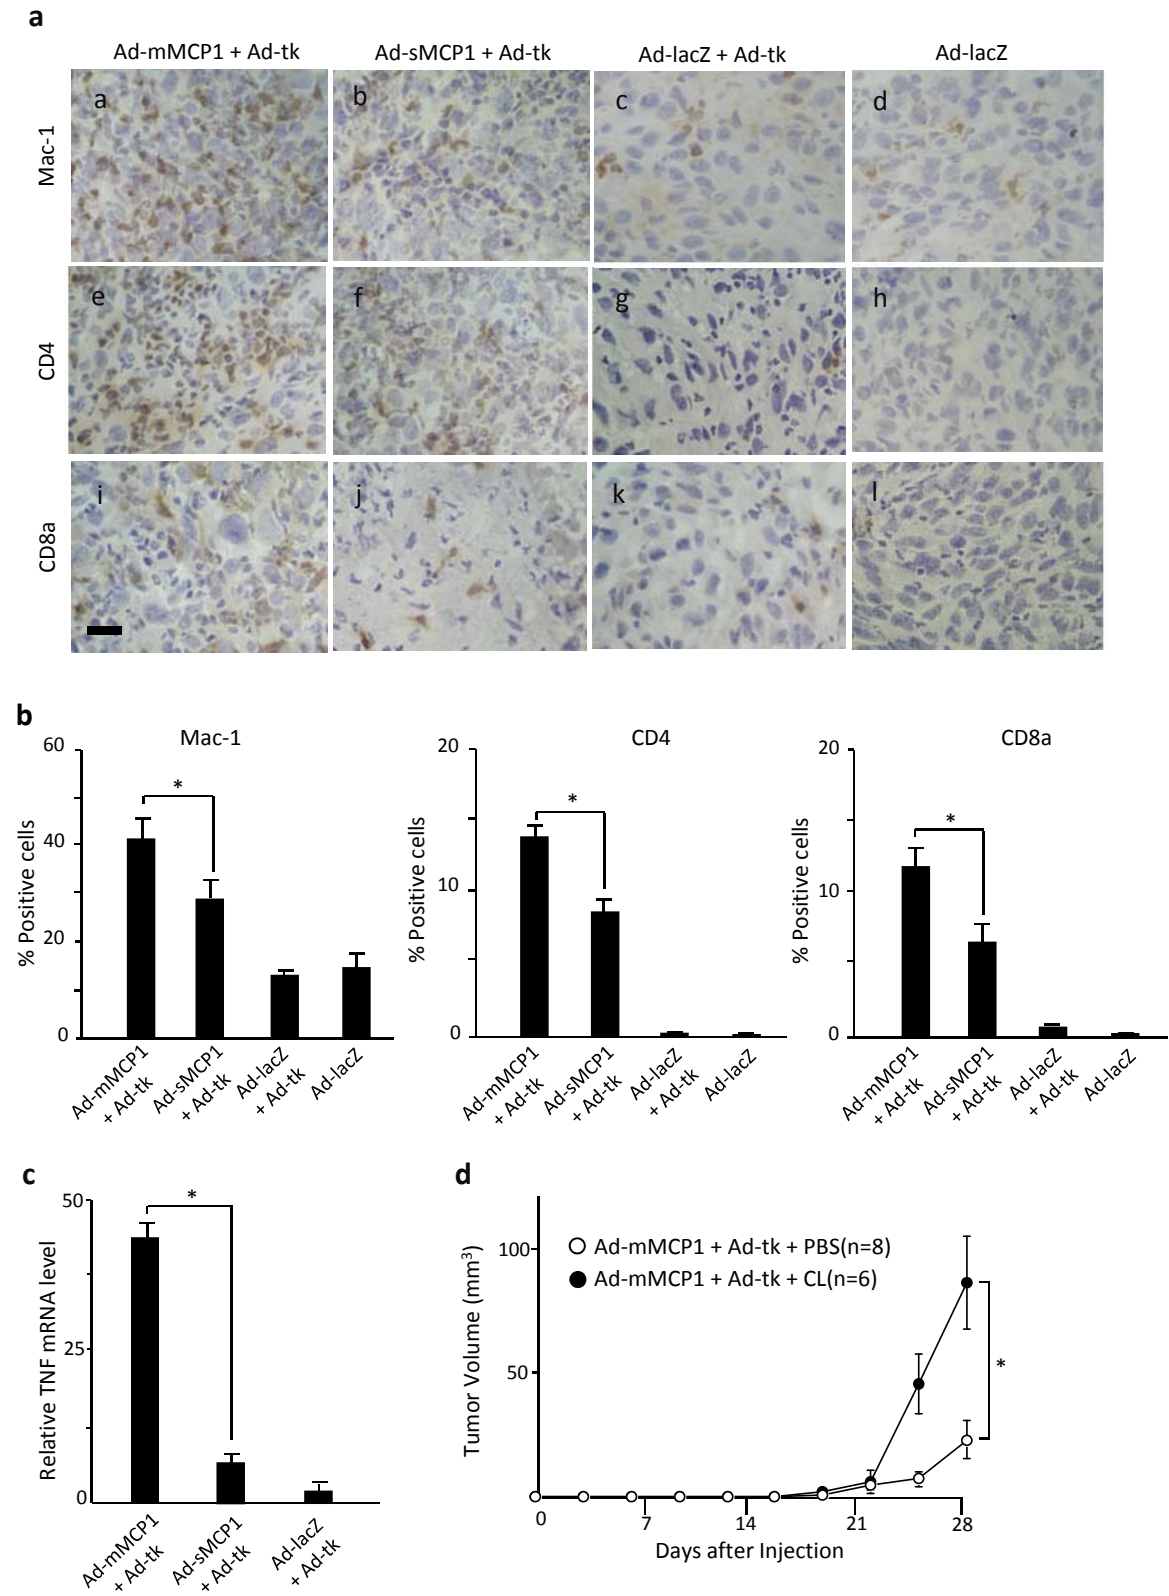 a
Ad-mMCP1 + Ad-tk
Ad-sMCP1 + Ad-tk
Ad-lacZ + Ad-tk
Ad-lacZ
Mac-1
a
b
c
d
CD4
e
f
g
h
CD8a
i
j
k
l
b
Mac-1
% Positive cells
60
40
20
0
*
Ad-mMCP1
+ Ad-tk
Ad-sMCP1
+ Ad-tk
Ad-lacZ
+ Ad-tk
Ad-lacZ
CD4
% Positive cells
20
10
0
*
Ad-mMCP1
+ Ad-tk
Ad-sMCP1
+ Ad-tk
Ad-lacZ
+ Ad-tk
Ad-lacZ
CD8a
% Positive cells
20
10
0
*
Ad-mMCP1
+ Ad-tk
Ad-sMCP1
+ Ad-tk
Ad-lacZ
+ Ad-tk
Ad-lacZ
c
Relative TNF mRNA level
50
25
0
*
Ad-mMCP1
+ Ad-tk
Ad-sMCP1
+ Ad-tk
Ad-lacZ
+ Ad-tk
d
Tumor Volume (mm³)
100
50
0
Ad-mMCP1 + Ad-tk + PBS(n=8)
Ad-mMCP1 + Ad-tk + CL(n=6)
*
0 7 14 21 28
Days after Injection